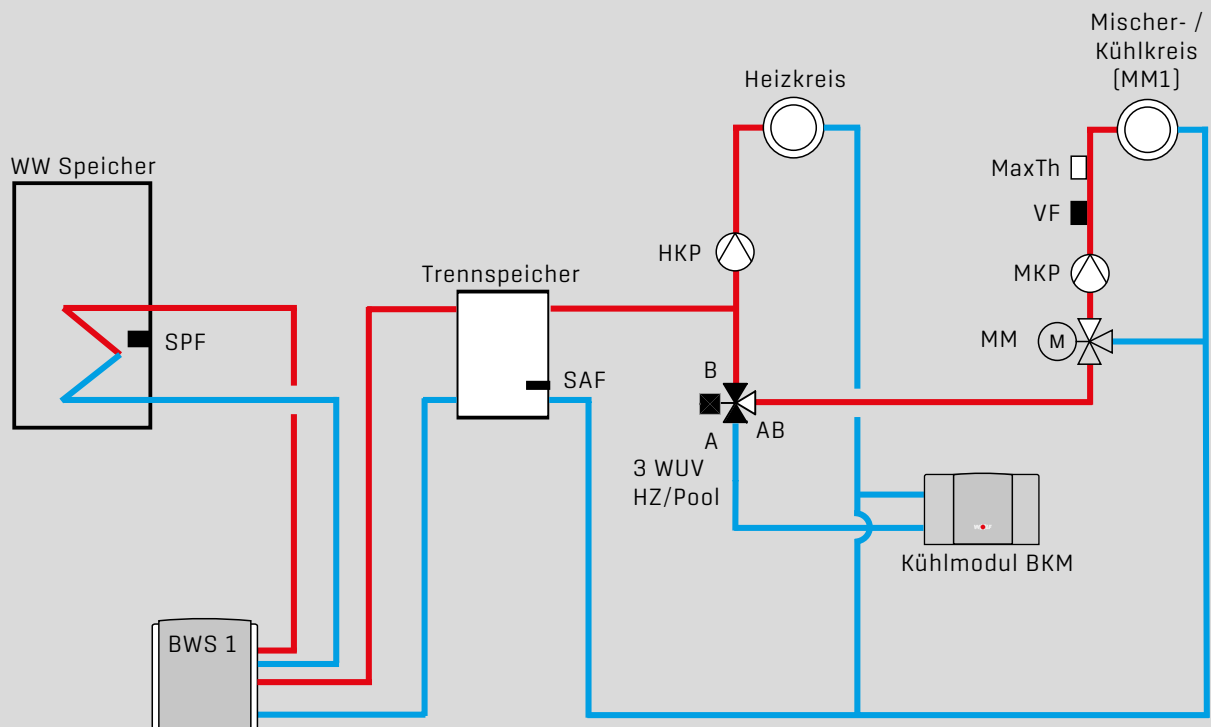 Mischer- /
Kühlkreis
(MM1)
Heizkreis
WW Speicher
MaxTh
VF
HKP
MKP
Trennspeicher
SPF
MM
M
SAF
B
A
AB
3 WUV
HZ/Pool
Kühlmodul BKM
BWS 1